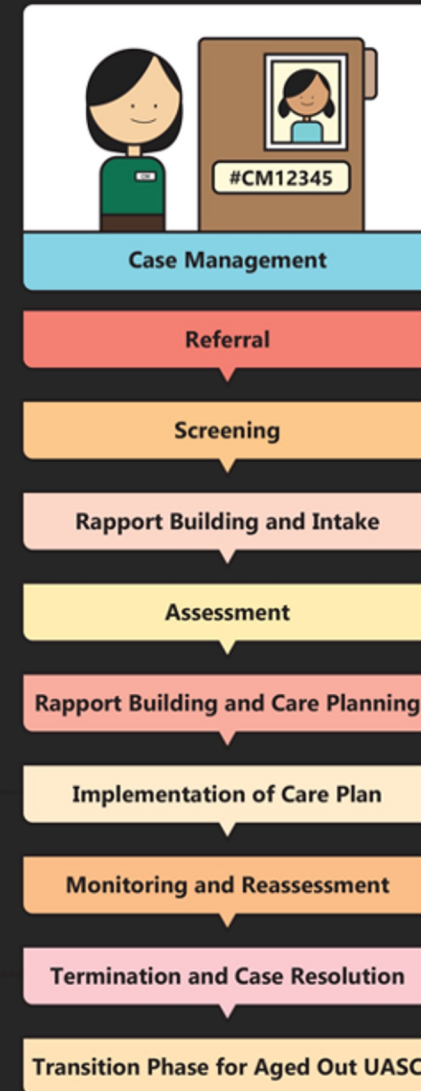 #CM12345
Case Management
Referral
Screening
Rapport Building and Intake
Assessment
Rapport Building and Care Planning
Implementation of Care Plan
Monitoring and Reassessment
Termination and Case Resolution
Transition Phase for Aged Out UASC